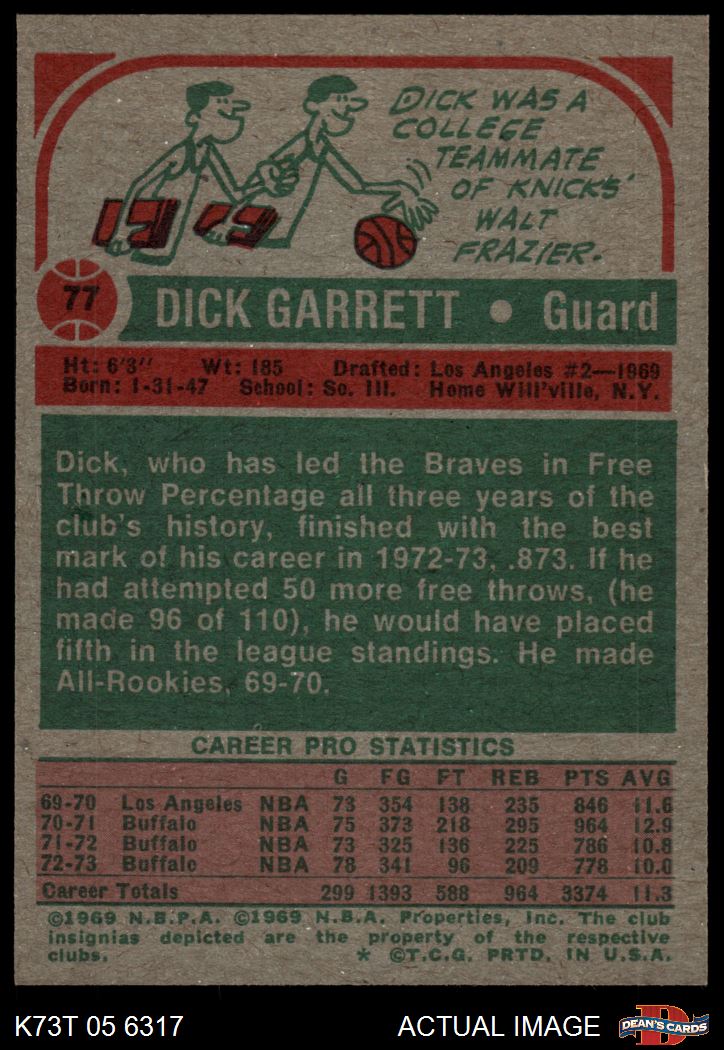 DICK WAS A
COLLEGE
TEAMMATE
OF KNICKS'
WALT
FRAZIER.
77
DICK GARRETT • Guard
Ht: 6'3" Wt: 185 Drafted: Los Angeles #2—1969
Born: 1-31-47 School: So. Ill. Home Will'ville, N.Y.
Dick, who has led the Braves in Free
Throw Percentage all three years of the
club's history, finished with the best
mark of his career in 1972-73, .873. If he
had attempted 50 more free throws, (he
made 96 of 110), he would have placed
fifth in the league standings. He made
All-Rookies, 69-70.
CAREER PRO STATISTICS
G FG FT REB PTS AVG
69-70 Los Angeles NBA 73 354 138 235 846 11.6
70-71 Buffalo NBA 75 373 218 295 964 12.9
71-72 Buffalo NBA 73 325 136 225 786 10.8
72-73 Buffalo NBA 78 341 96 209 778 10.0
Career Totals 299 1393 588 964 3374 11.3
©1969 N.B.P.A. ©1969 N.B.A. Properties, Inc. The club
insignias depicted are the property of the respective
clubs. * ©T.C.G. PRTD. IN U.S.A.
K73T 05 6317 ACTUAL IMAGE
D
DEAN'S CARDS